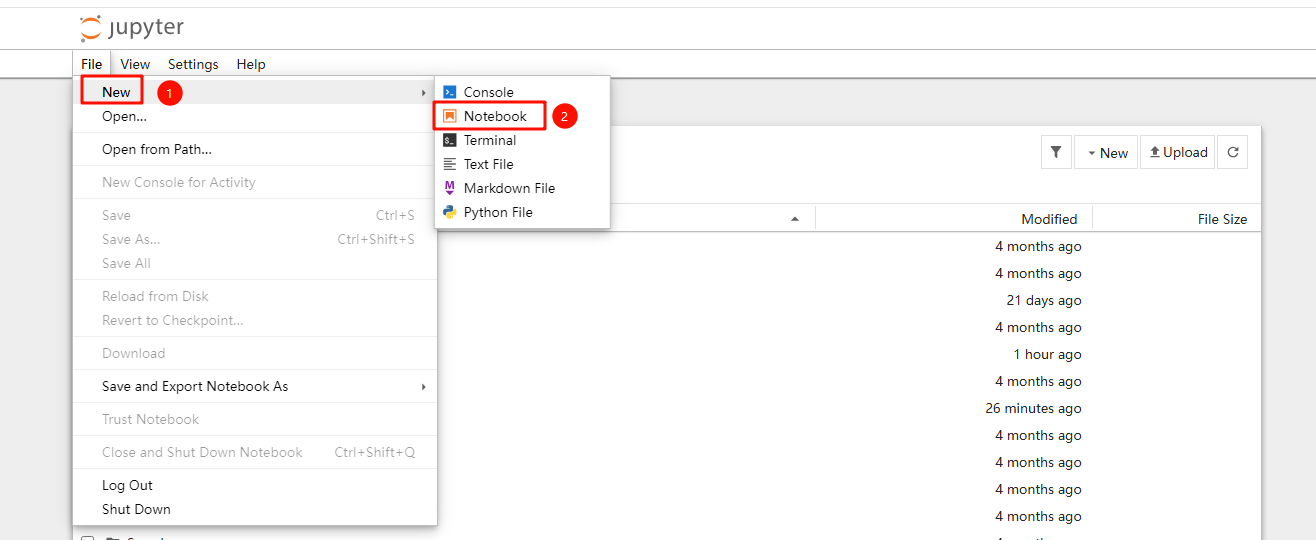 jupyter
File View Settings Help
New 1
Open...
Open from Path...
New Console for Activity
Save Ctrl+S
Save As... Ctrl+Shift+S
Save All
Reload from Disk
Revert to Checkpoint...
Download
Save and Export Notebook As
Trust Notebook
Close and Shut Down Notebook Ctrl+Shift+Q
Log Out
Shut Down
Console
Notebook 2
Terminal
Text File
Markdown File
Python File
New Upload
Modified File Size
4 months ago
4 months ago
21 days ago
4 months ago
1 hour ago
4 months ago
26 minutes ago
4 months ago
4 months ago
4 months ago
4 months ago